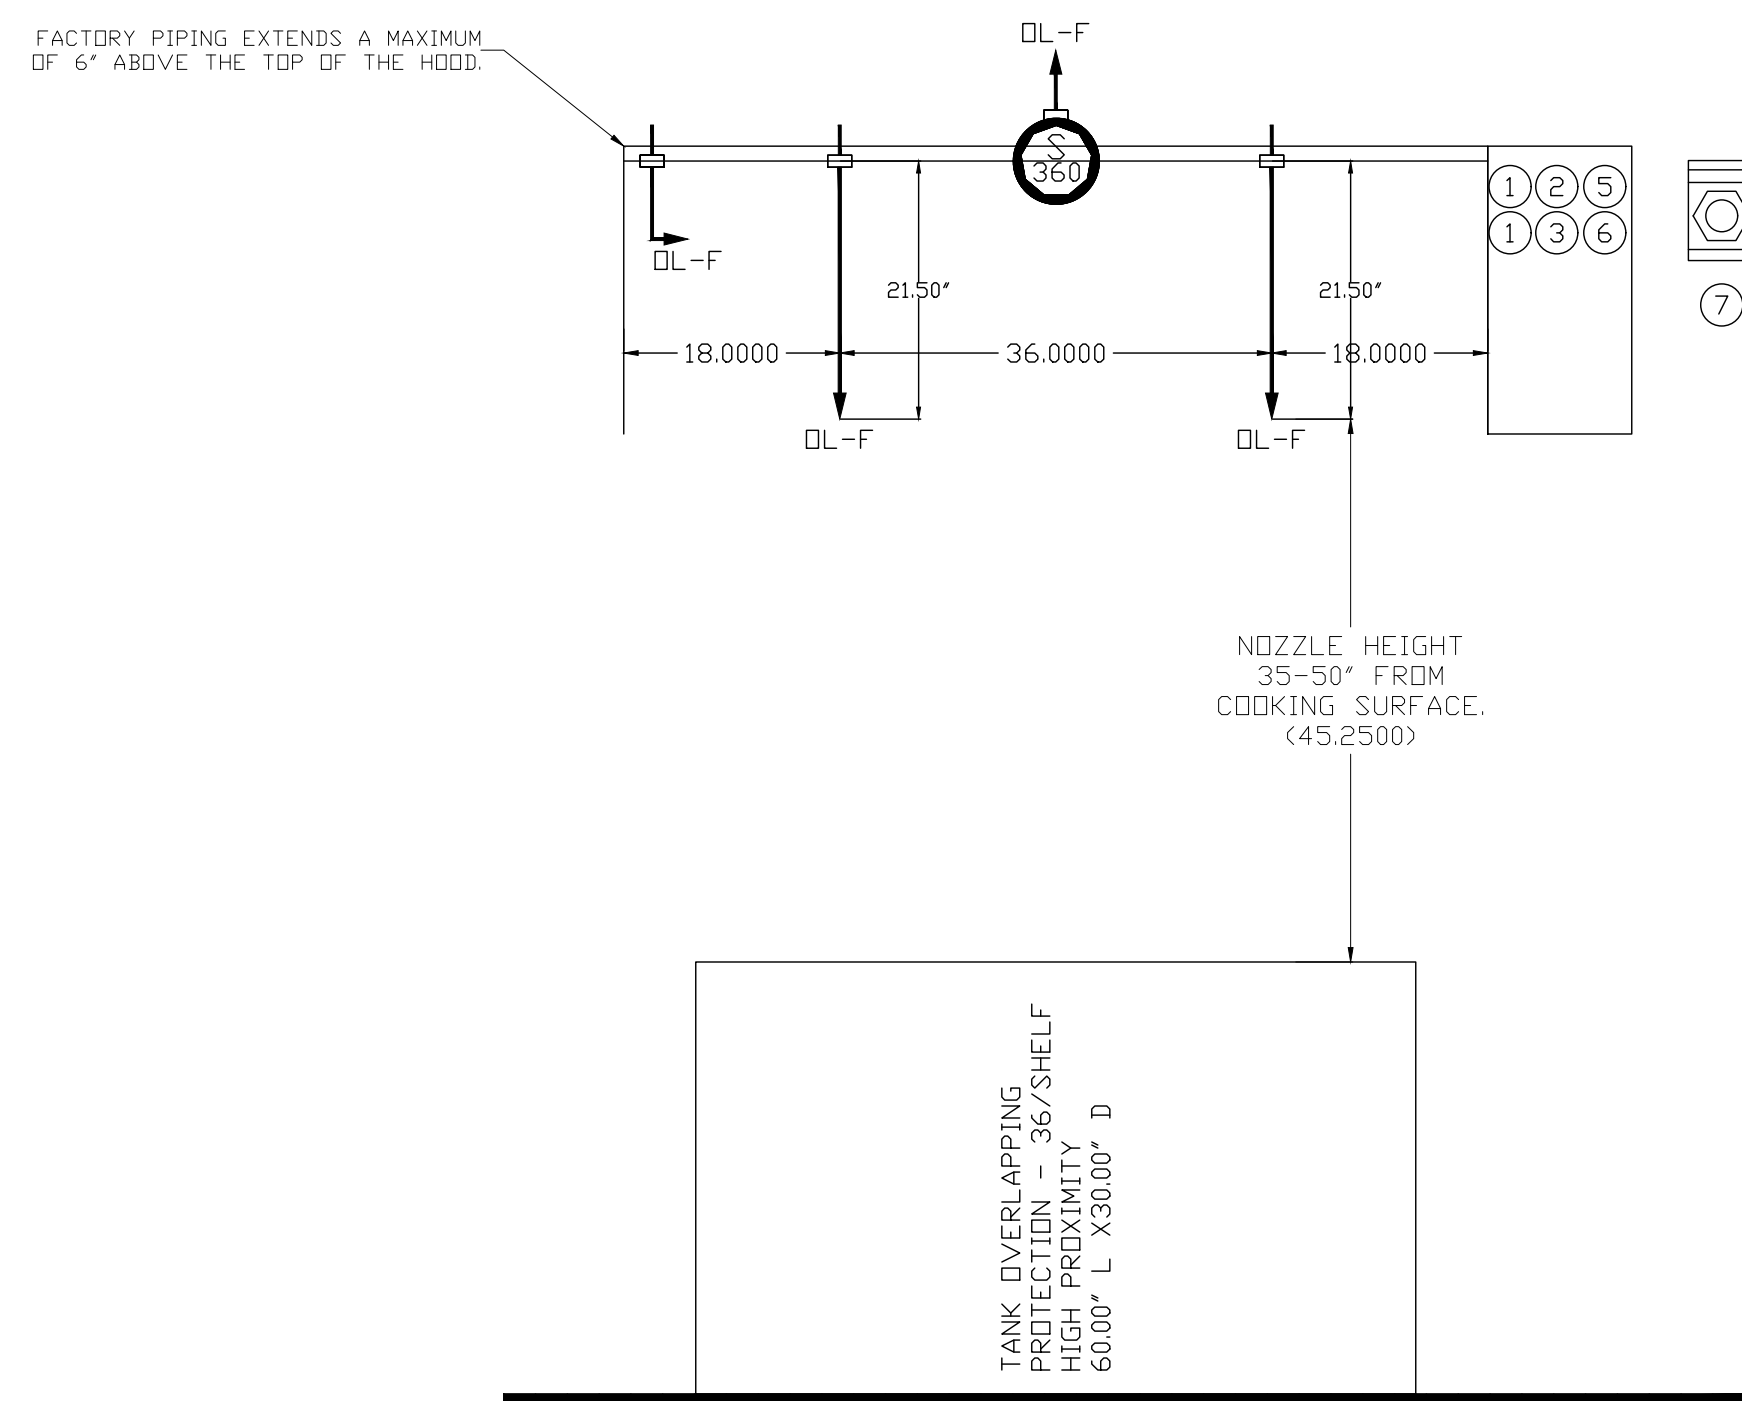 FACTORY PIPING EXTENDS A MAXIMUM
OF 6" ABOVE THE TOP OF THE HOOD.
OL-F
S
360
1 2 5
1 3 6
7
OL-F
21.50"
21.50"
18.0000
36.0000
18.0000
OL-F
OL-F
NOZZLE HEIGHT
35-50" FROM
COOKING SURFACE.
(45.2500)
TANK OVERLAPPING
PROTECTION - 36/SHELF
HIGH PROXIMITY
60.00" L X30.00" D